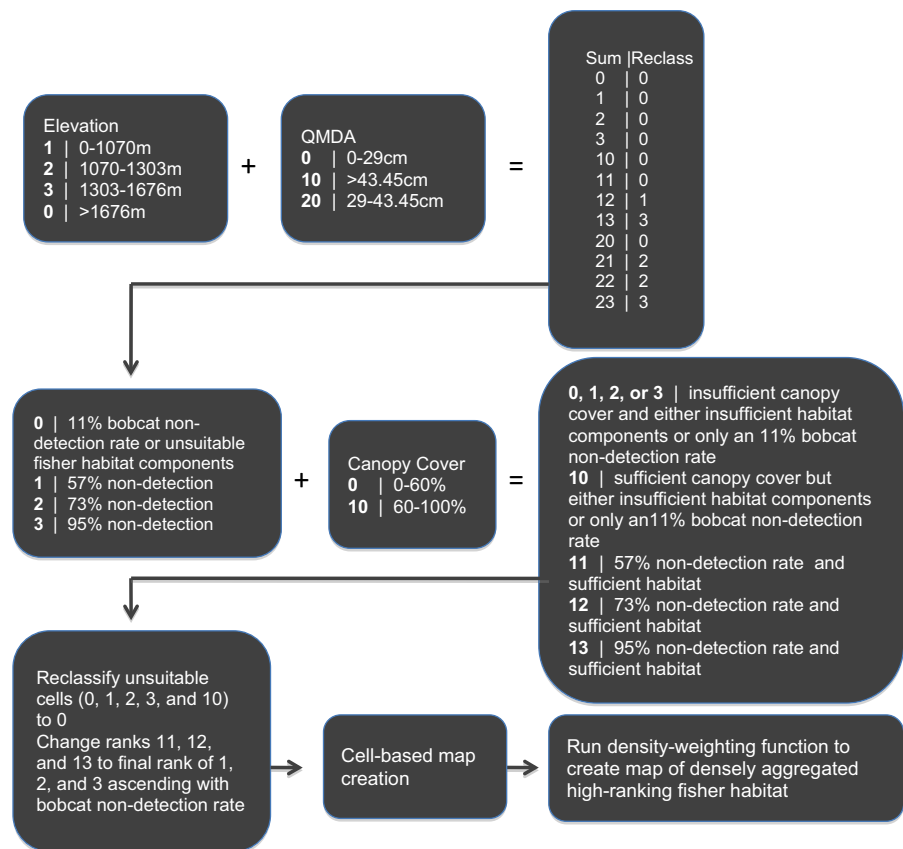 Elevation
1 | 0-1070m
2 | 1070-1303m
3 | 1303-1676m
0 | >1676m
+
QMDA
0 | 0-29cm
10 | >43.45cm
20 | 29-43.45cm
=
Sum |Reclass
0 | 0
1 | 0
2 | 0
3 | 0
10 | 0
11 | 0
12 | 1
13 | 3
20 | 0
21 | 2
22 | 2
23 | 3
0 | 11% bobcat non-
detection rate or unsuitable
fisher habitat components
1 | 57% non-detection
2 | 73% non-detection
3 | 95% non-detection
+
Canopy Cover
0 | 0-60%
10 | 60-100%
=
0, 1, 2, or 3 | insufficient canopy
cover and either insufficient habitat
components or only an 11% bobcat
non-detection rate
10 | sufficient canopy cover but
either insufficient habitat components
or only an11% bobcat non-detection
rate
11 | 57% non-detection rate and
sufficient habitat
12 | 73% non-detection rate and
sufficient habitat
13 | 95% non-detection rate and
sufficient habitat
Reclassify unsuitable
cells (0, 1, 2, 3, and 10)
to 0
Change ranks 11, 12,
and 13 to final rank of 1,
2, and 3 ascending with
bobcat non-detection rate
Cell-based map
creation
Run density-weighting function to
create map of densely aggregated
high-ranking fisher habitat